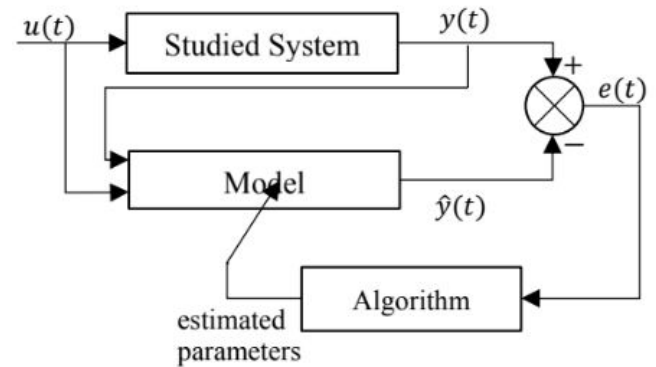 u(t)
Studied System
y(t)
+
e(t)
−
Model
ŷ(t)
Algorithm
estimated
parameters